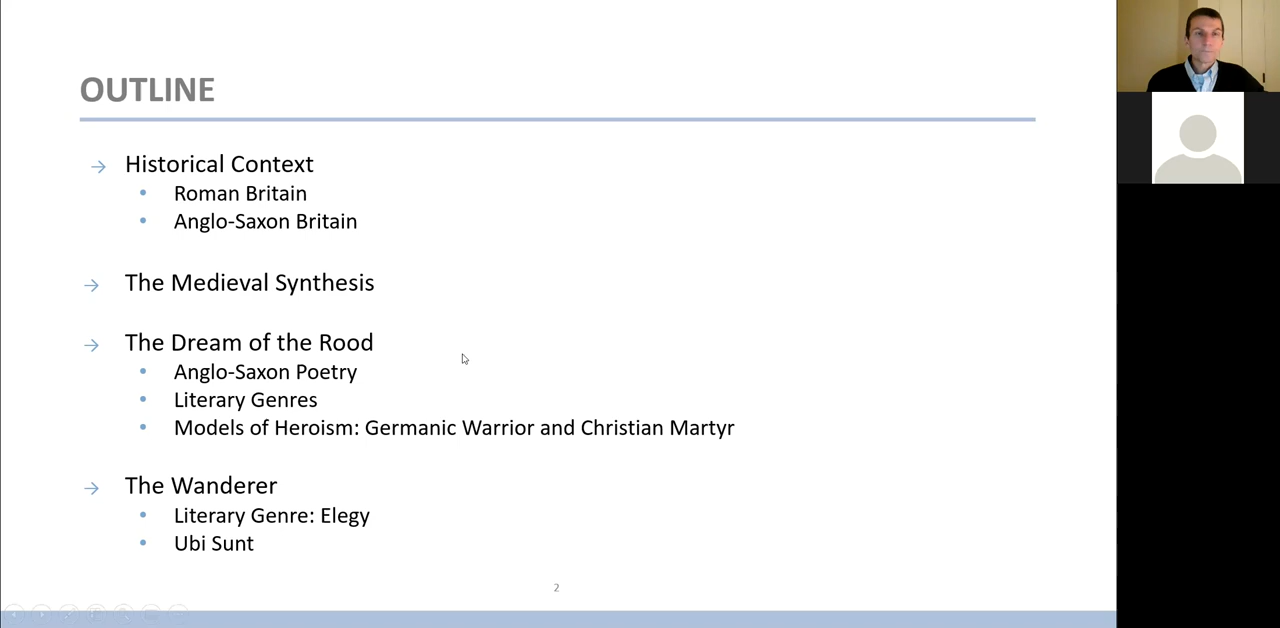 OUTLINE
Historical Context
Roman Britain
Anglo-Saxon Britain
The Medieval Synthesis
The Dream of the Rood
Anglo-Saxon Poetry
Literary Genres
Models of Heroism: Germanic Warrior and Christian Martyr
The Wanderer
Literary Genre: Elegy
Ubi Sunt
2